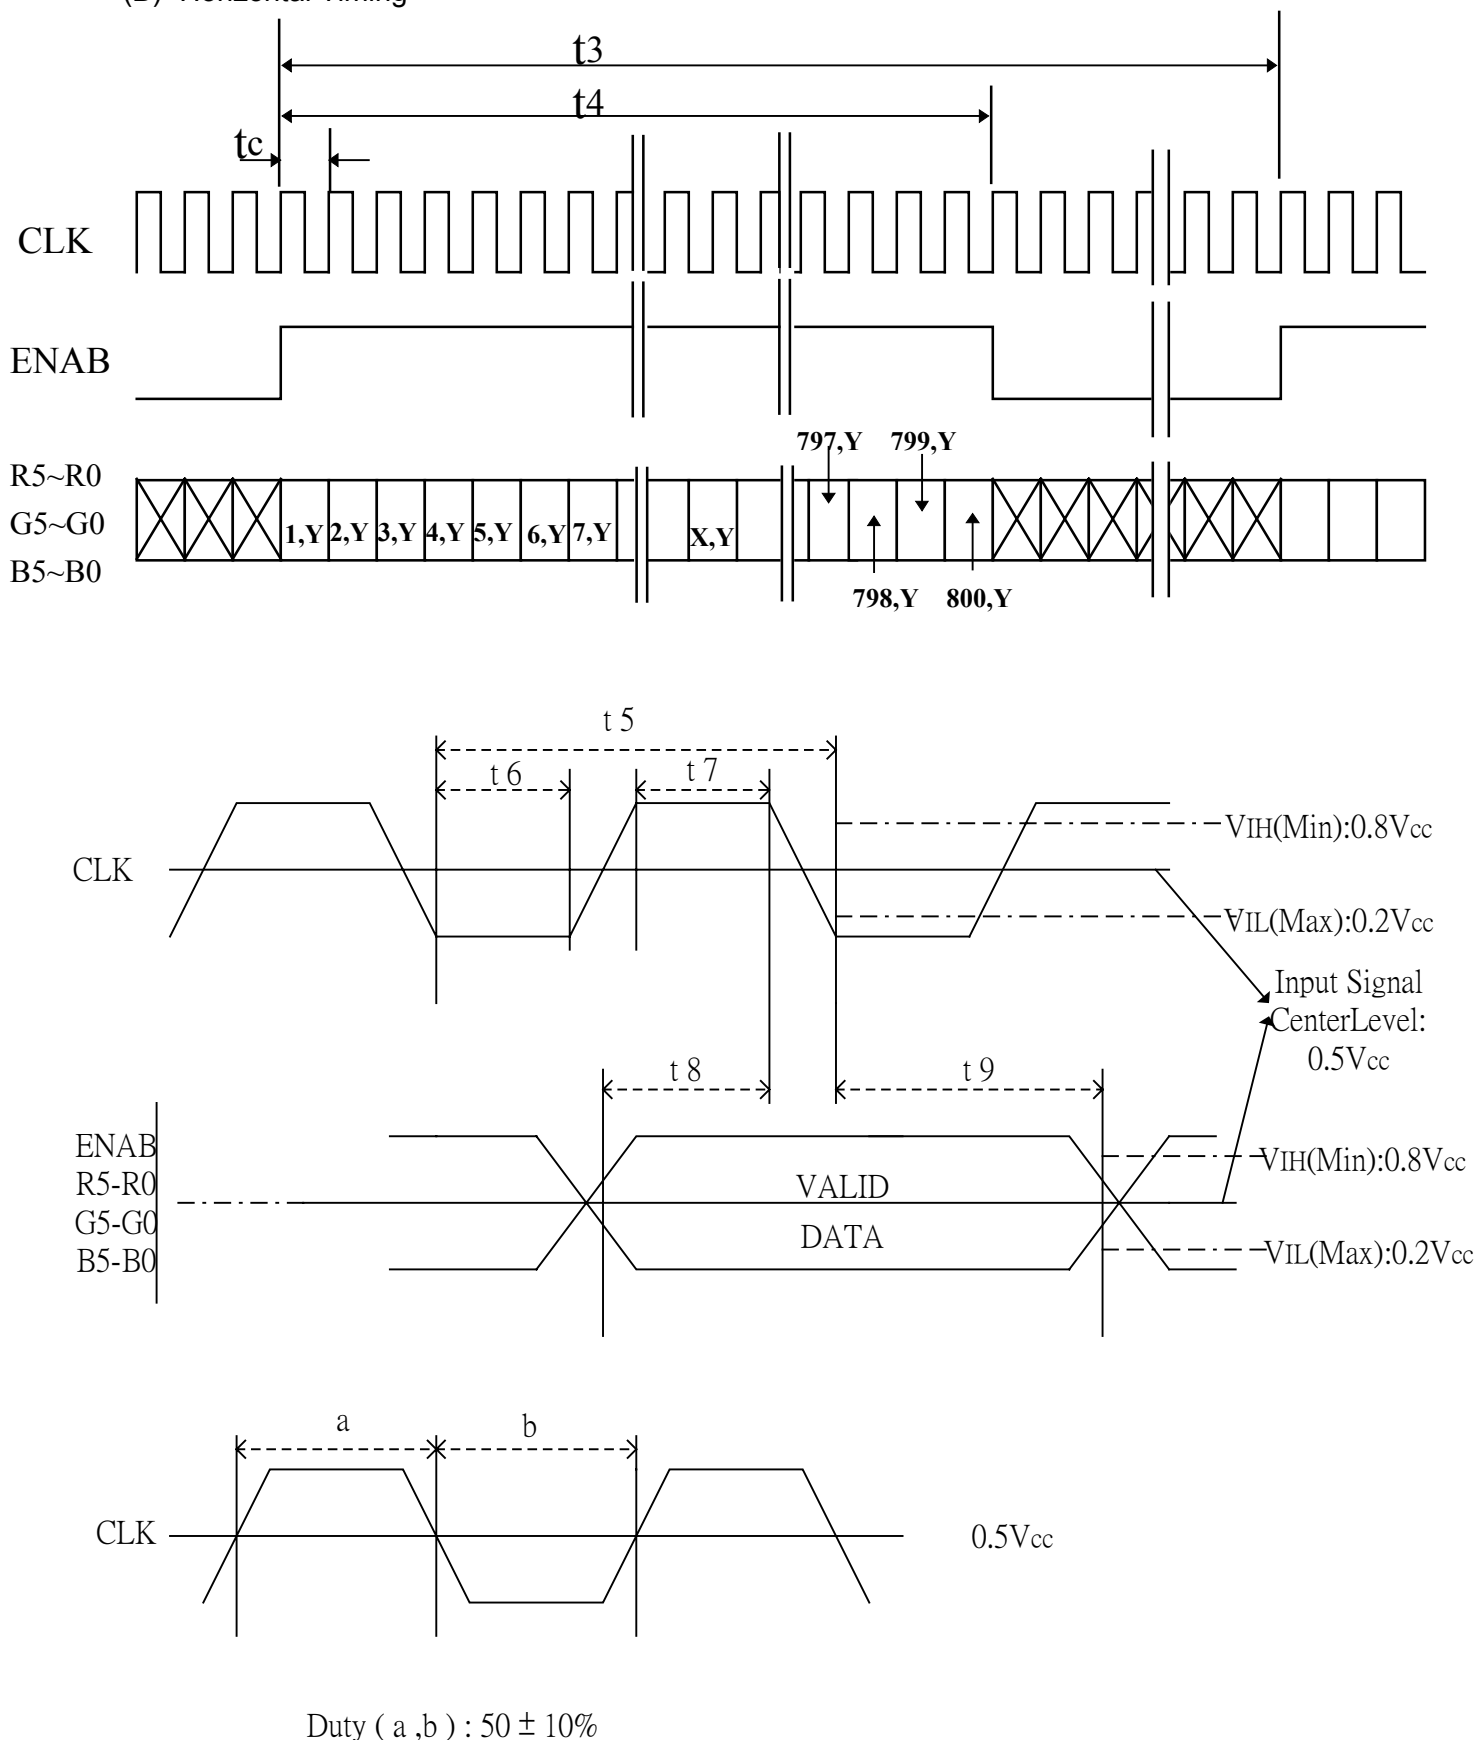 (B) Horizontal Timing
t3
t4
tc
CLK
ENAB
797,Y 799,Y
R5~R0
G5~G0
B5~B0
1,Y 2,Y 3,Y 4,Y 5,Y 6,Y 7,Y X,Y
798,Y 800,Y
t 5
t 6 t 7
VIH(Min):0.8Vcc
CLK
VIL(Max):0.2Vcc
Input Signal
CenterLevel:
0.5Vcc
t 8 t 9
ENAB
R5-R0
G5-G0
B5-B0
VALID
DATA
VIH(Min):0.8Vcc
VIL(Max):0.2Vcc
a b
CLK
0.5Vcc
Duty ( a ,b ) : 50 ± 10%